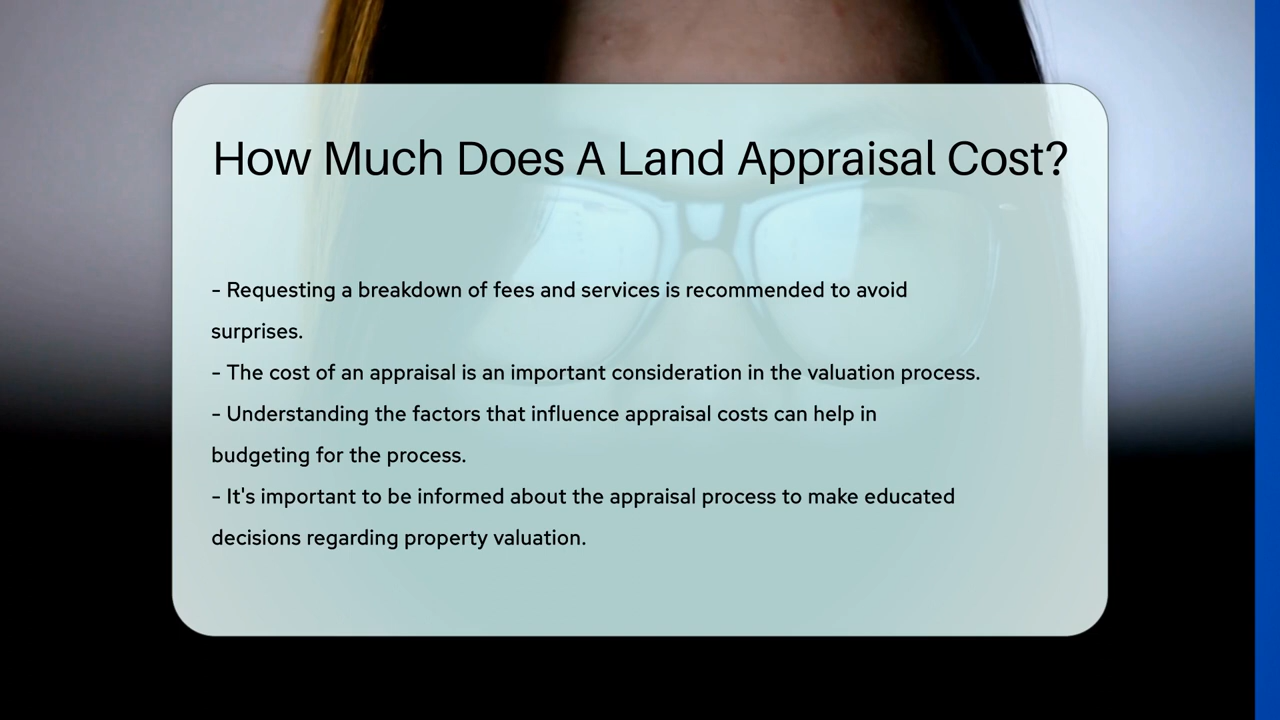 How Much Does A Land Appraisal Cost?
- Requesting a breakdown of fees and services is recommended to avoid
surprises.
- The cost of an appraisal is an important consideration in the valuation process.
- Understanding the factors that influence appraisal costs can help in
budgeting for the process.
- It's important to be informed about the appraisal process to make educated
decisions regarding property valuation.